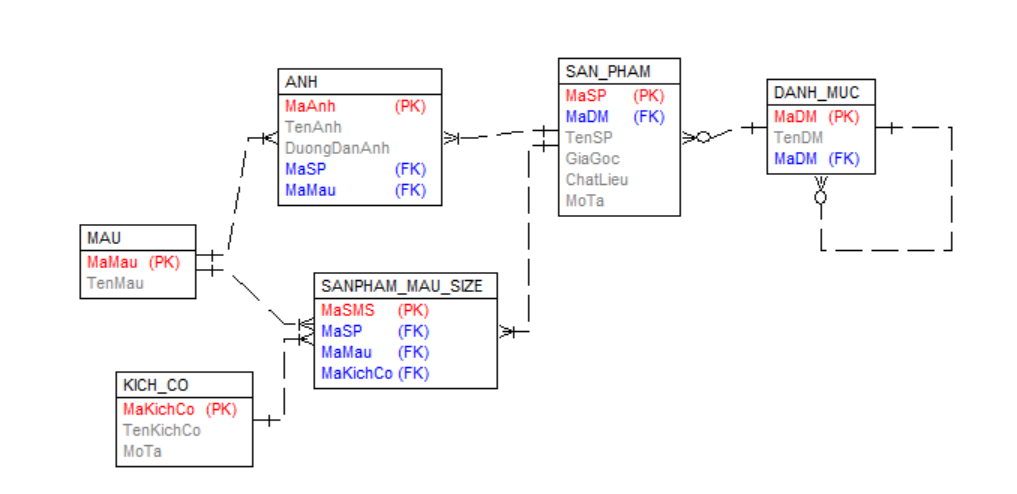 ANH
MaAnh (PK)
TenAnh
DuongDanAnh
MaSP (FK)
MaMau (FK)
SAN_PHAM
MaSP (PK)
MaDM (FK)
TenSP
GiaGoc
ChatLieu
MoTa
DANH_MUC
MaDM (PK)
TenDM
MaDM (FK)
MAU
MaMau (PK)
TenMau
SANPHAM_MAU_SIZE
MaSMS (PK)
MaSP (FK)
MaMau (FK)
MaKichCo (FK)
KICH_CO
MaKichCo (PK)
TenKichCo
MoTa